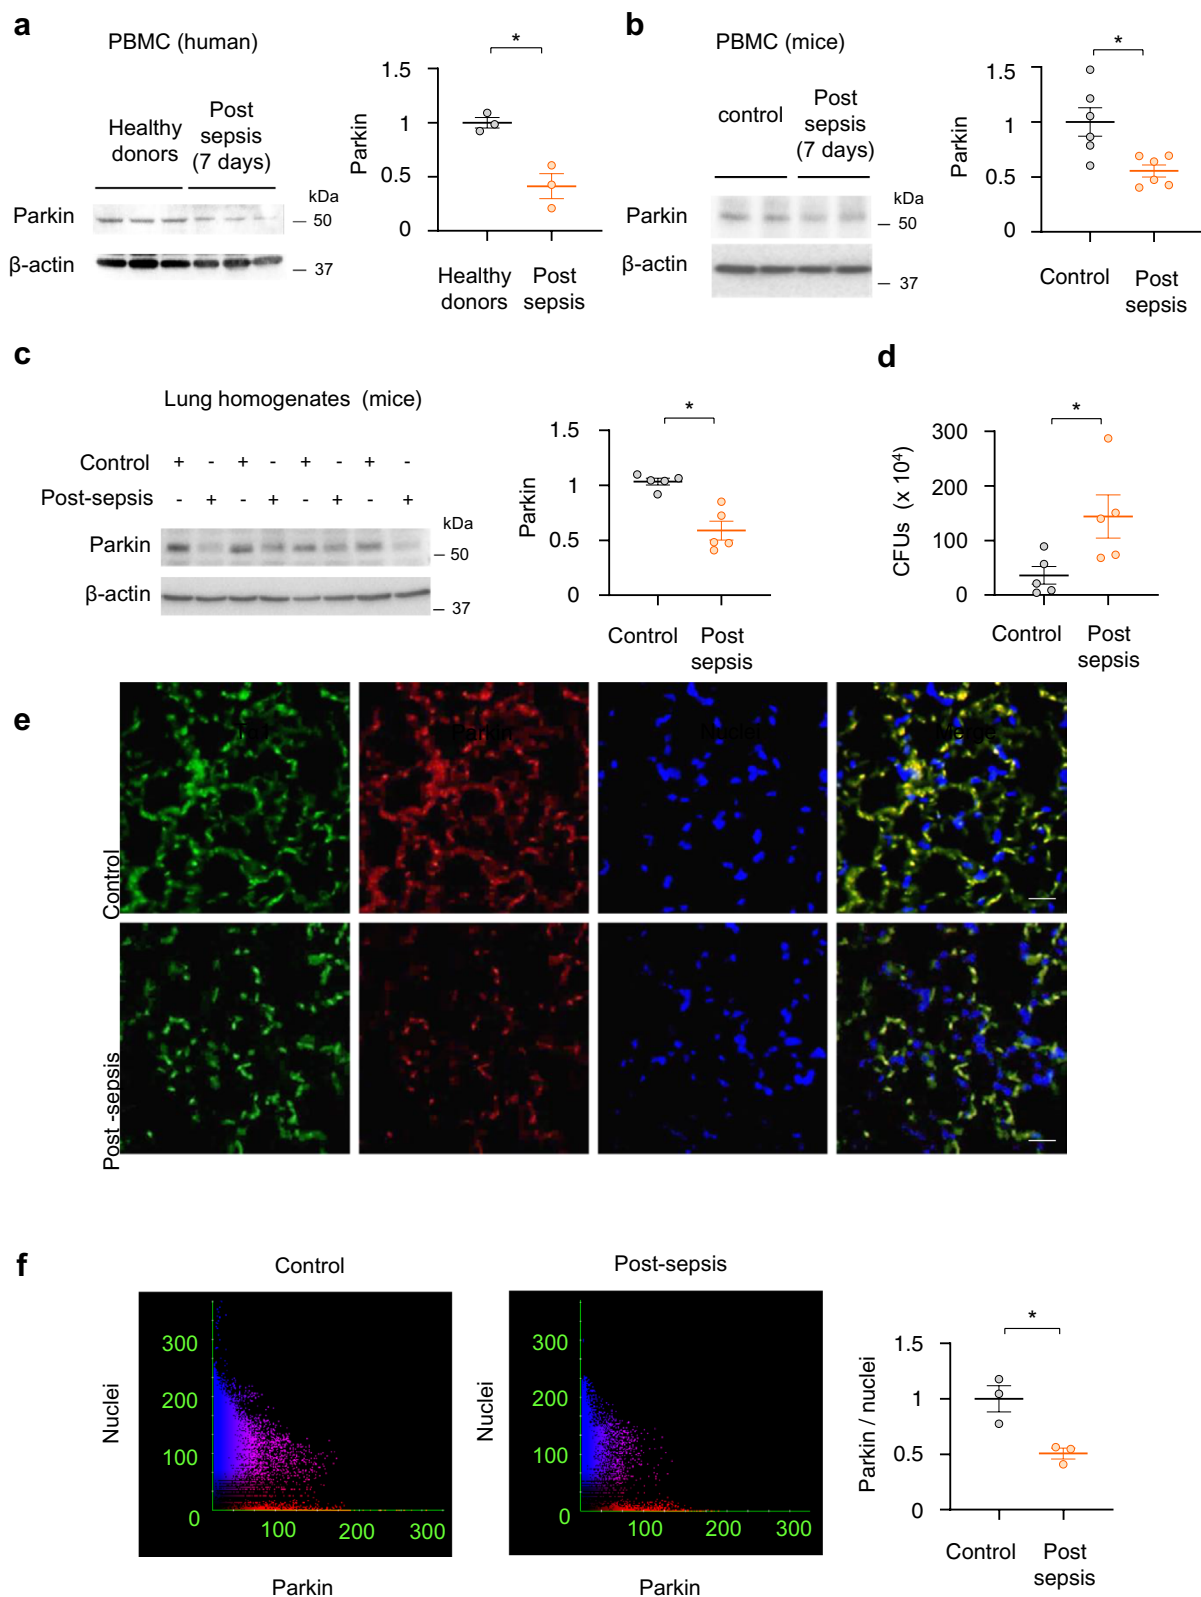 a
PBMC (human)
Healthy
donors
Post
sepsis
(7 days)
kDa
Parkin
50
β-actin
37
*
Parkin
1.5
1
0.5
0
Healthy
donors
Post
sepsis
b
PBMC (mice)
control
Post
sepsis
(7 days)
kDa
Parkin
50
β-actin
37
*
Parkin
1.5
1
0.5
0
Control
Post
sepsis
c
Lung homogenates (mice)
Control + - + - + - + -
Post-sepsis - + - + - + - +
kDa
Parkin
50
β-actin
37
*
Parkin
1.5
1
0.5
0
Control
Post
sepsis
d
*
CFUs (x 10⁴)
300
200
100
0
Control
Post
sepsis
e
Parkin
Nuclei
Merge
Control
Post -sepsis
f
Control
Nuclei
300
200
100
0
100 200 300
Parkin
Post-sepsis
Nuclei
300
200
100
0
100 200 300
Parkin
*
Parkin / nuclei
1.5
1
0.5
0
Control
Post
sepsis